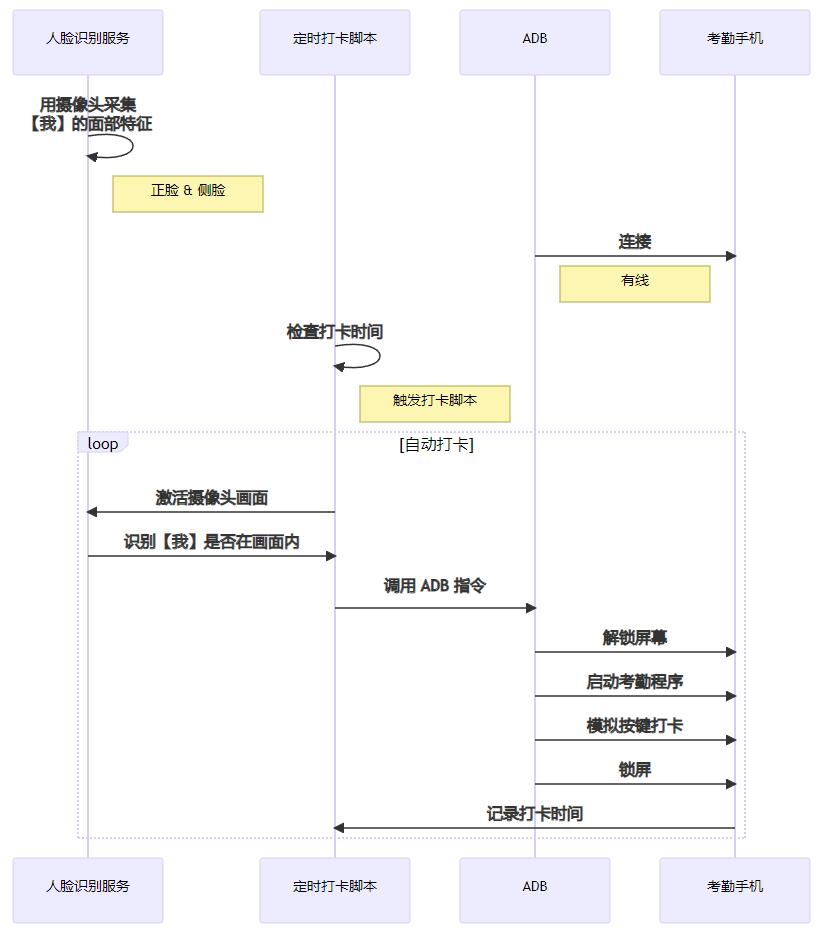 人脸识别服务
定时打卡脚本
ADB
考勤手机
用摄像头采集
【我】的面部特征
正脸 & 侧脸
连接
有线
检查打卡时间
触发打卡脚本
loop
[自动打卡]
激活摄像头画面
识别【我】是否在画面内
调用 ADB 指令
解锁屏幕
启动考勤程序
模拟按键打卡
锁屏
记录打卡时间
人脸识别服务
定时打卡脚本
ADB
考勤手机